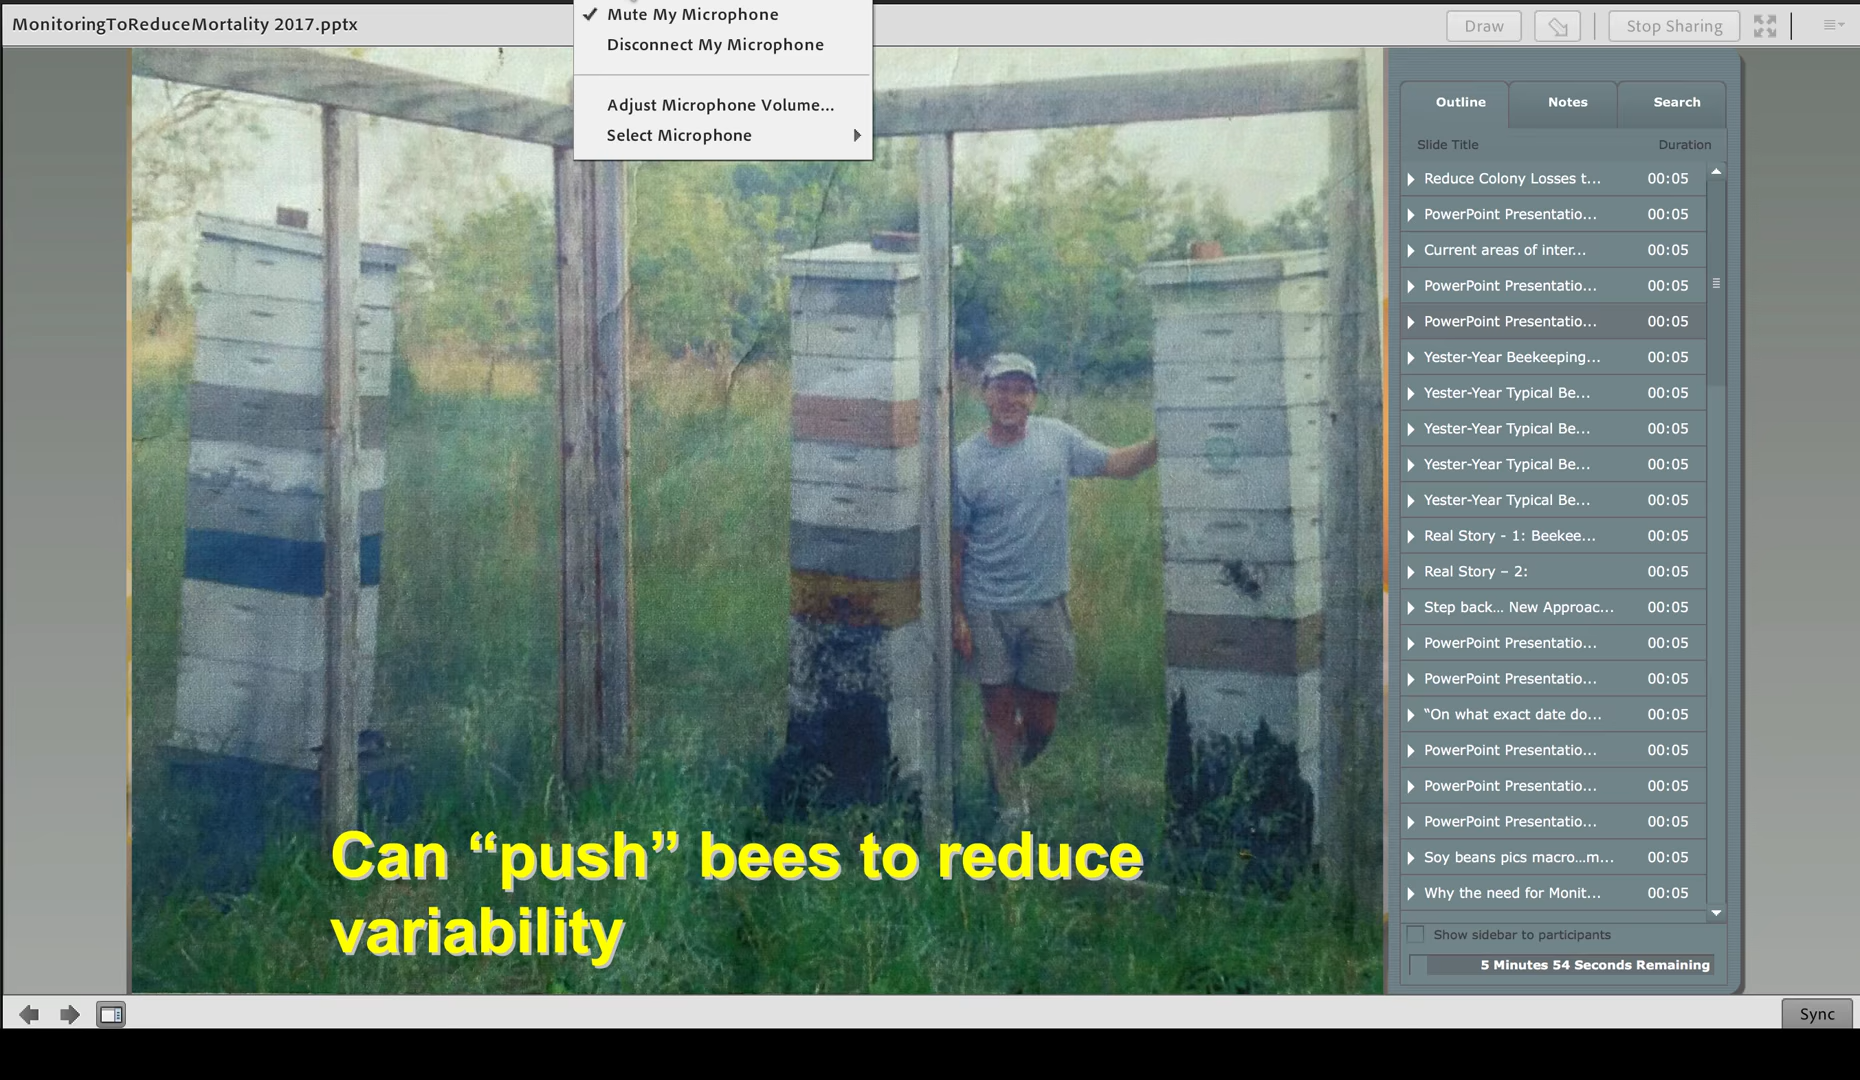 MonitoringToReduceMortality 2017.pptx
Mute My Microphone
Disconnect My Microphone
Adjust Microphone Volume...
Select Microphone
Draw
Stop Sharing
Outline
Notes
Search
Slide Title Duration
Reduce Colony Losses t... 00:05
PowerPoint Presentatio... 00:05
Current areas of inter... 00:05
PowerPoint Presentatio... 00:05
PowerPoint Presentatio... 00:05
Yester-Year Beekeeping... 00:05
Yester-Year Typical Be... 00:05
Yester-Year Typical Be... 00:05
Yester-Year Typical Be... 00:05
Yester-Year Typical Be... 00:05
Real Story - 1: Beekee... 00:05
Real Story – 2: 00:05
Step back... New Approac... 00:05
PowerPoint Presentatio... 00:05
PowerPoint Presentatio... 00:05
“On what exact date do... 00:05
PowerPoint Presentatio... 00:05
PowerPoint Presentatio... 00:05
PowerPoint Presentatio... 00:05
Soy beans pics macro...m... 00:05
Why the need for Monit... 00:05
Show sidebar to participants
5 Minutes 54 Seconds Remaining
Can “push” bees to reduce
variability
Sync